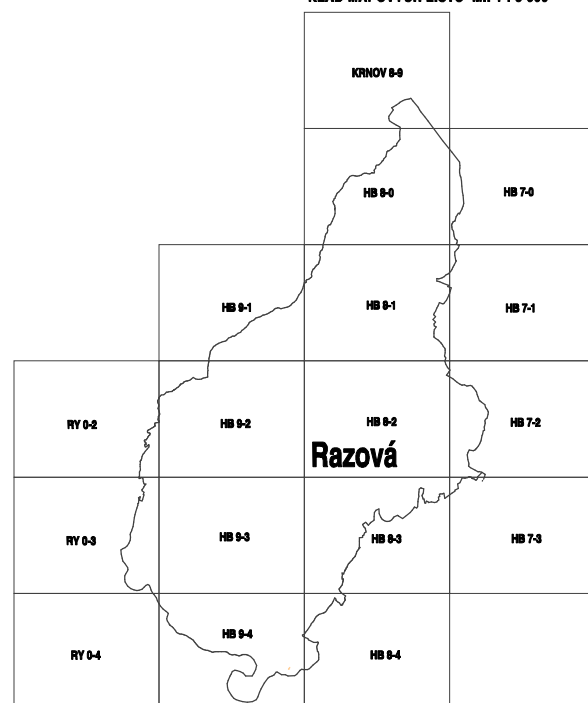 KRNOV 8-9
HB 8-0
HB 7-0
HB 9-1
HB 8-1
HB 7-1
RY 0-2
HB 9-2
HB 8-2
HB 7-2
Razová
RY 0-3
HB 9-3
HB 8-3
HB 7-3
HB 9-4
RY 0-4
HB 8-4